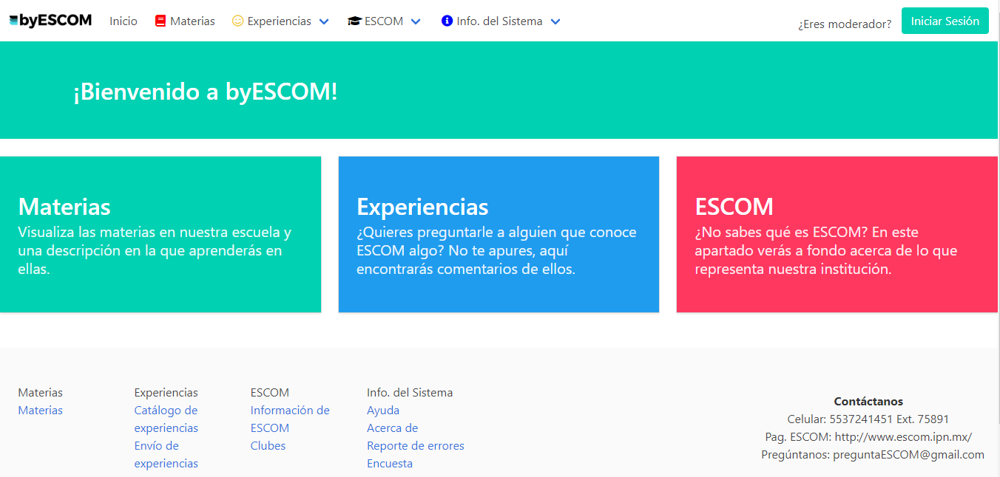 byESCOM Inicio Materias Experiencias ESCOM Info. del Sistema ¿Eres moderador? Iniciar Sesión
¡Bienvenido a byESCOM!
Materias
Visualiza las materias en nuestra escuela y
una descripción en la que aprenderás en
ellas.
Experiencias
¿Quieres preguntarle a alguien que conoce
ESCOM algo? No te apures, aquí
encontrarás comentarios de ellos.
ESCOM
¿No sabes qué es ESCOM? En este
apartado verás a fondo acerca de lo que
representa nuestra institución.
Materias
Materias
Experiencias
Catálogo de
experiencias
Envío de
experiencias
ESCOM
Información de
ESCOM
Clubes
Info. del Sistema
Ayuda
Acerca de
Reporte de errores
Encuesta
Contáctanos
Celular: 5537241451 Ext. 75891
Pag. ESCOM: http://www.escom.ipn.mx/
Pregúntanos: preguntaESCOM@gmail.com